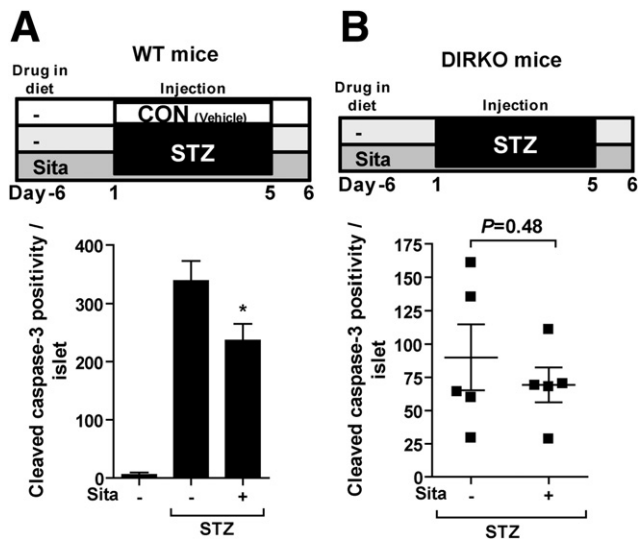 A
WT mice
Drug in
diet
Injection
-
CON (Vehicle)
-
STZ
Sita
Day -6 1 5 6
Cleaved caspase-3 positivity /
islet
400
300
200
100
0
*
Sita - - +
STZ
B
DIRKO mice
Drug in
diet
Injection
-
STZ
Sita
Day -6 1 5 6
Cleaved caspase-3 positivity /
islet
P=0.48
175
150
125
100
75
50
25
0
Sita - +
STZ